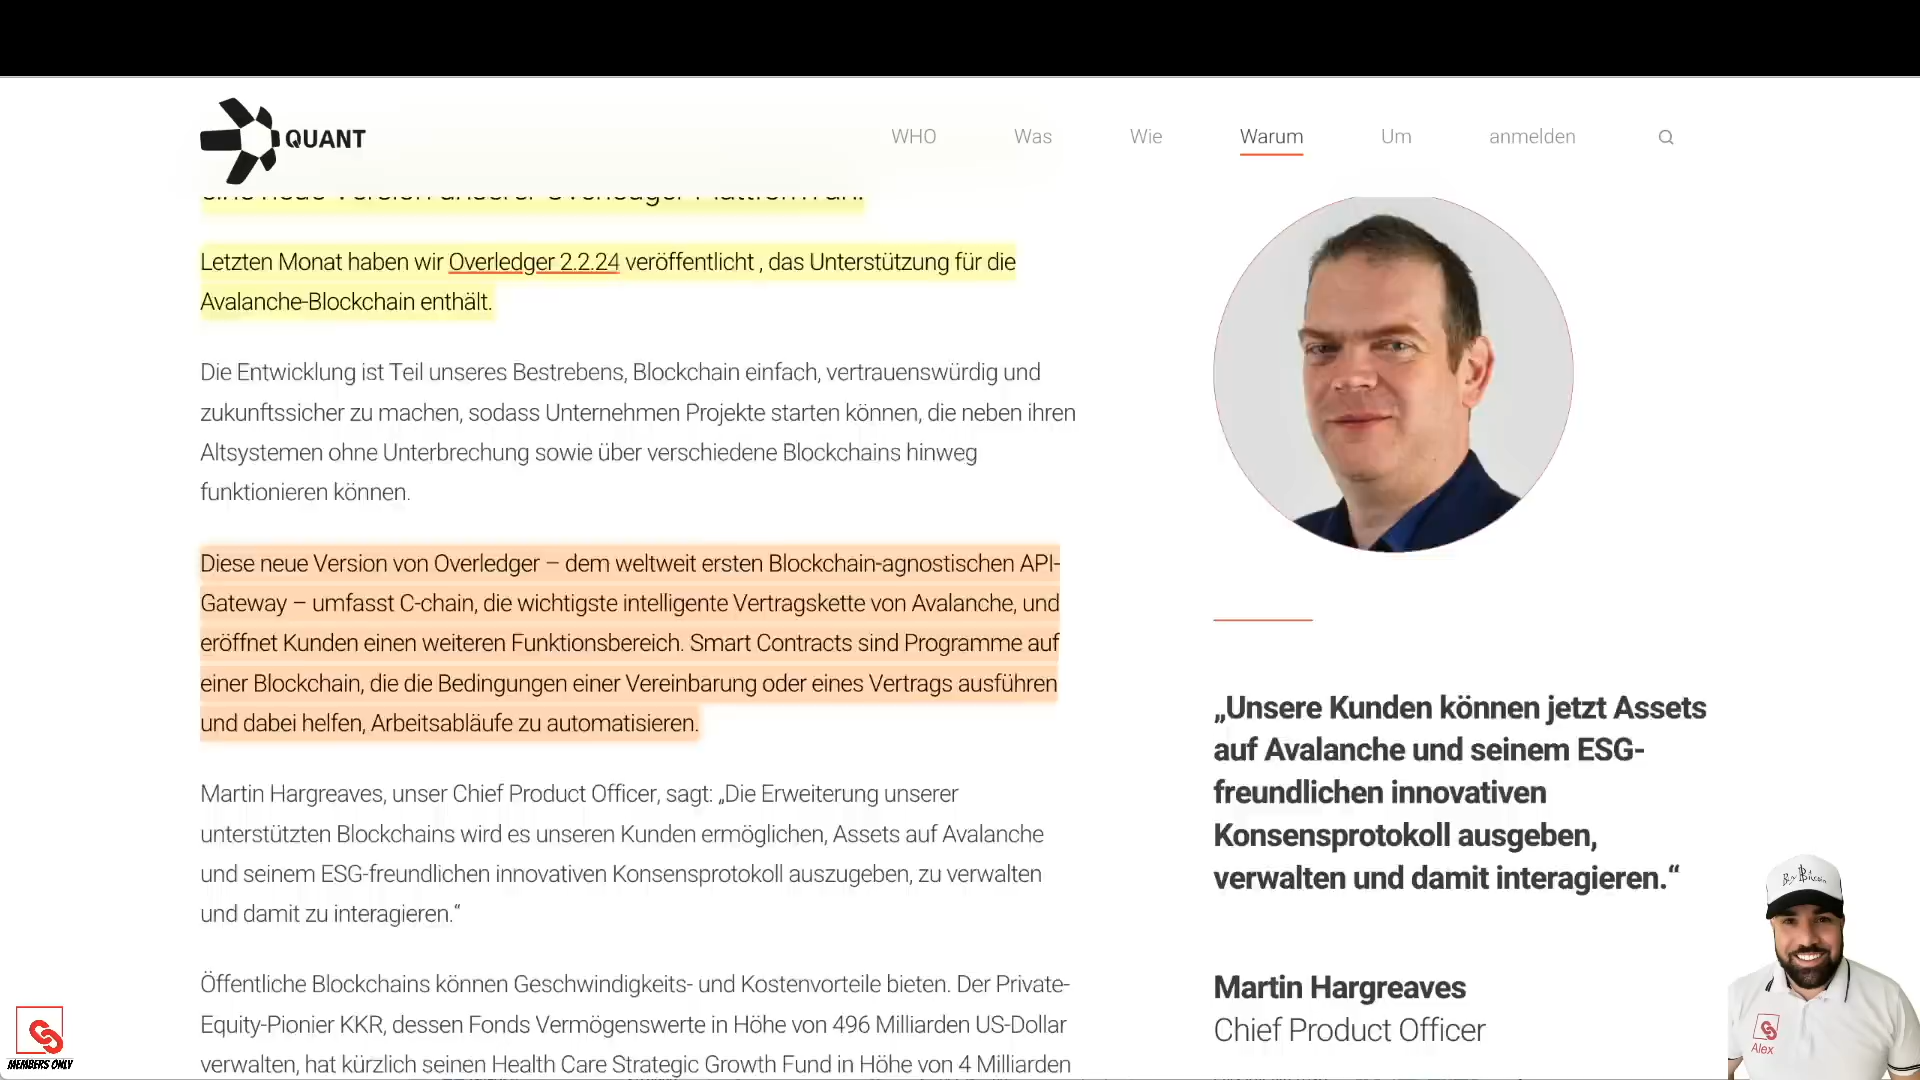 QUANT
WHO Was Wie Warum Um anmelden
eine neue Version unserer Overledger-Plattform an.
Letzten Monat haben wir Overledger 2.2.24 veröffentlicht , das Unterstützung für die
Avalanche-Blockchain enthält.
Die Entwicklung ist Teil unseres Bestrebens, Blockchain einfach, vertrauenswürdig und
zukunftssicher zu machen, sodass Unternehmen Projekte starten können, die neben ihren
Altsystemen ohne Unterbrechung sowie über verschiedene Blockchains hinweg
funktionieren können.
Diese neue Version von Overledger – dem weltweit ersten Blockchain-agnostischen API-
Gateway – umfasst C-chain, die wichtigste intelligente Vertragskette von Avalanche, und
eröffnet Kunden einen weiteren Funktionsbereich. Smart Contracts sind Programme auf
einer Blockchain, die die Bedingungen einer Vereinbarung oder eines Vertrags ausführen
und dabei helfen, Arbeitsabläufe zu automatisieren.
Martin Hargreaves, unser Chief Product Officer, sagt: „Die Erweiterung unserer
unterstützten Blockchains wird es unseren Kunden ermöglichen, Assets auf Avalanche
und seinem ESG-freundlichen innovativen Konsensprotokoll auszugeben, zu verwalten
und damit zu interagieren.“
Öffentliche Blockchains können Geschwindigkeits- und Kostenvorteile bieten. Der Private-
Equity-Pionier KKR, dessen Fonds Vermögenswerte in Höhe von 496 Milliarden US-Dollar
verwalten, hat kürzlich seinen Health Care Strategic Growth Fund in Höhe von 4 Milliarden
„Unsere Kunden können jetzt Assets
auf Avalanche und seinem ESG-
freundlichen innovativen
Konsensprotokoll ausgeben,
verwalten und damit interagieren.“
Martin Hargreaves
Chief Product Officer
Alex
MEMBERS ONLY